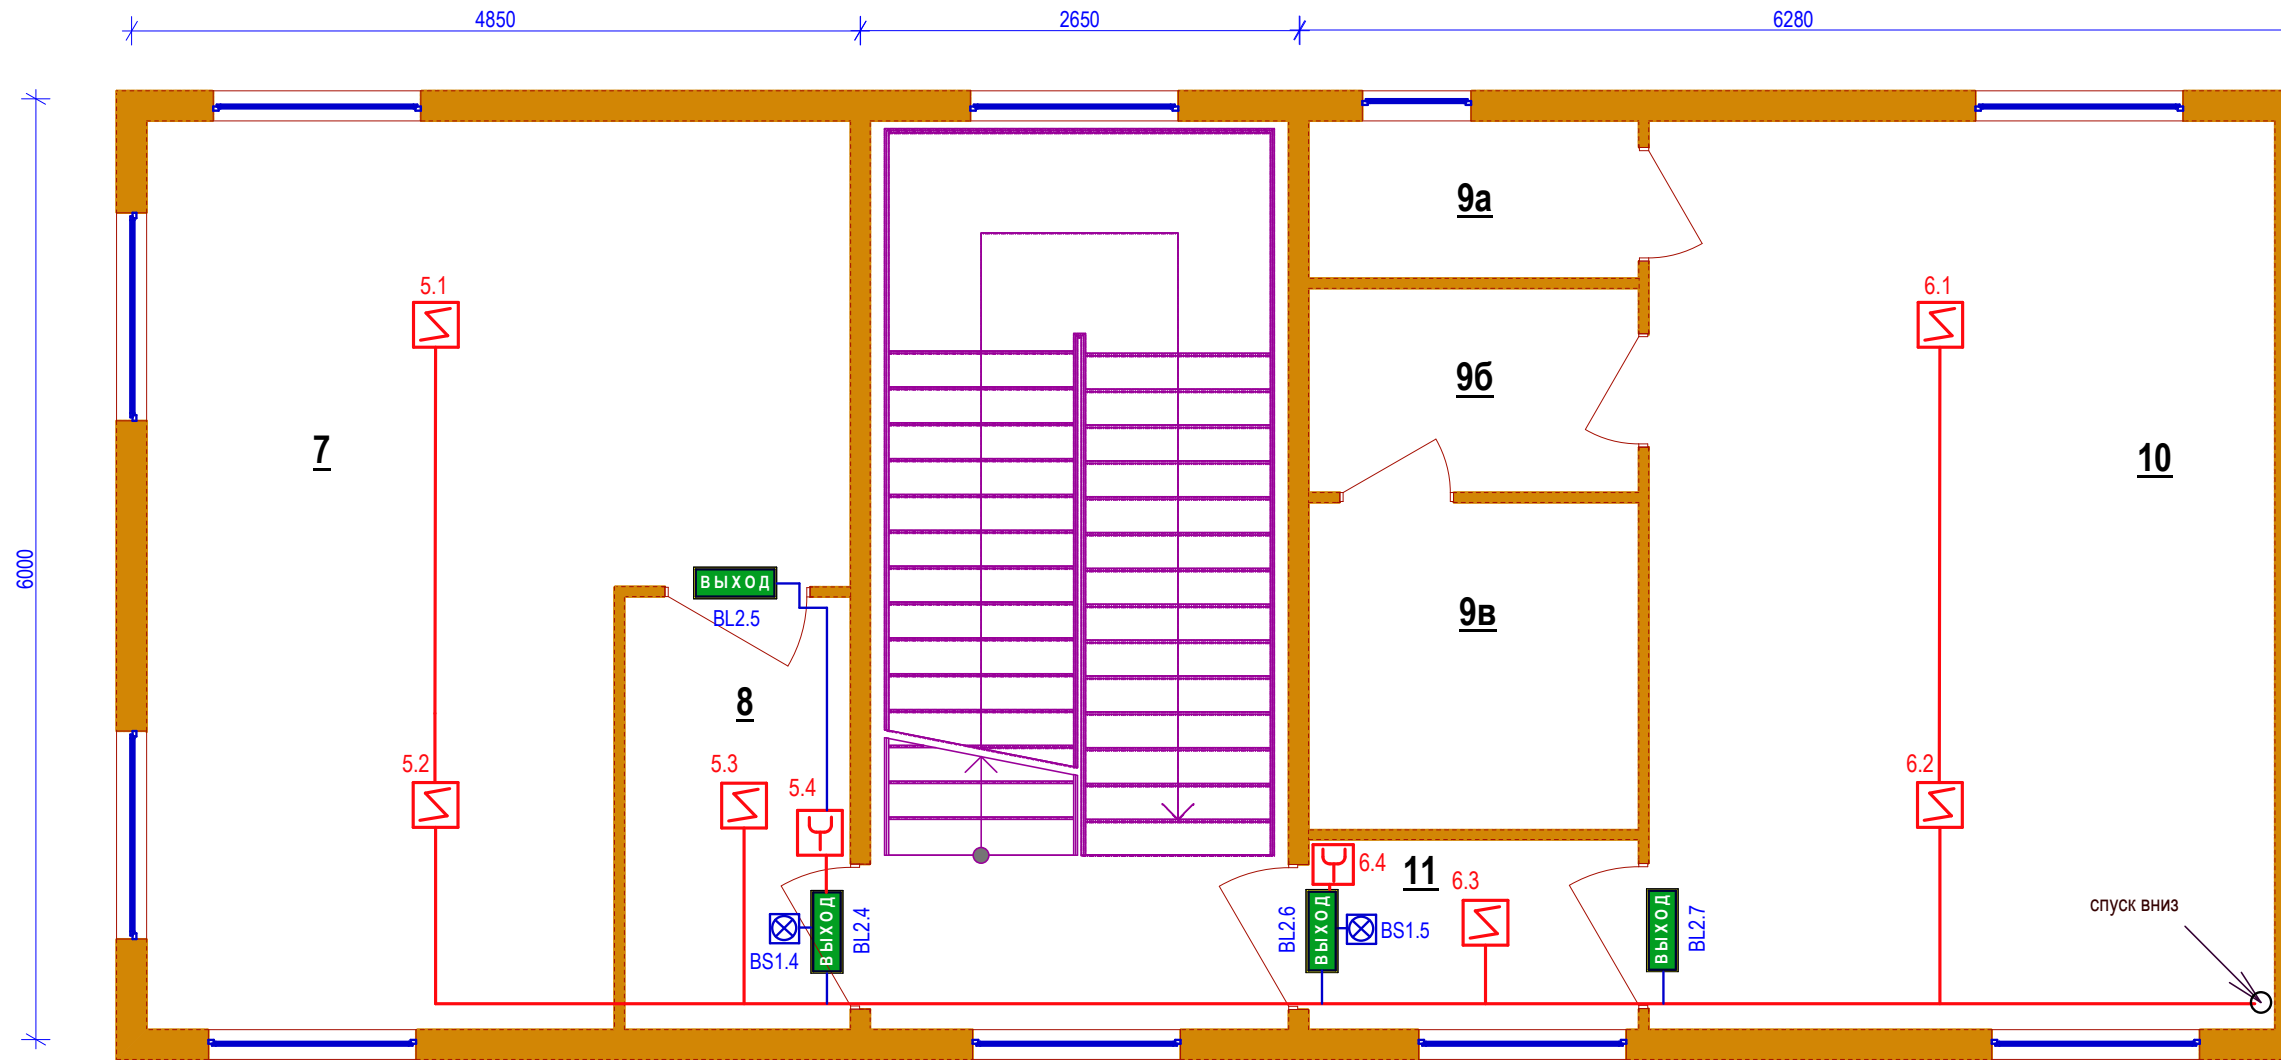 4850
2650
6280
6000
9а
5.1
6.1
9б
7
10
ВЫХОД
BL2.5
9в
8
5.2
5.3
5.4
6.2
6.4
11
6.3
ВЫХОД
BL2.4
BS1.4
BL2.6
ВЫХОД
BS1.5
ВЫХОД
BL2.7
спуск вниз